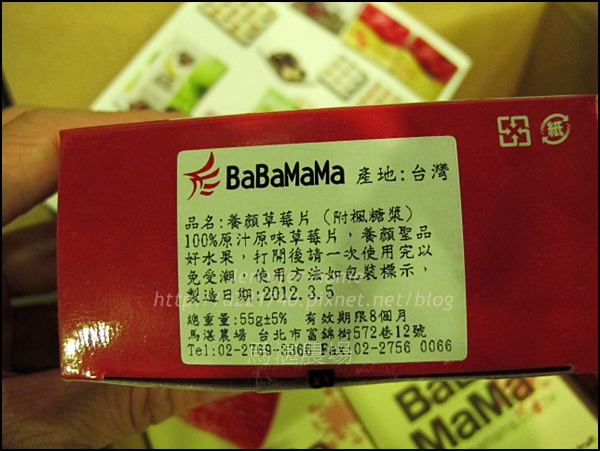 BaBaMaMa 產地:台灣
品名:養顏草莓片 (附楓糖漿)
100%原汁原味草莓片,養顏聖品
好水果,打開後請一次使用完以
免受潮,使用方法如包裝標示,
製造日期:2012.3.5
總重量:55g±5% 有效期限8個月
馬湛農場 台北市富錦街572巷12號
Tel:02-2769-3366 Fax:02-2756 0066
紙
BaBa
MaMa